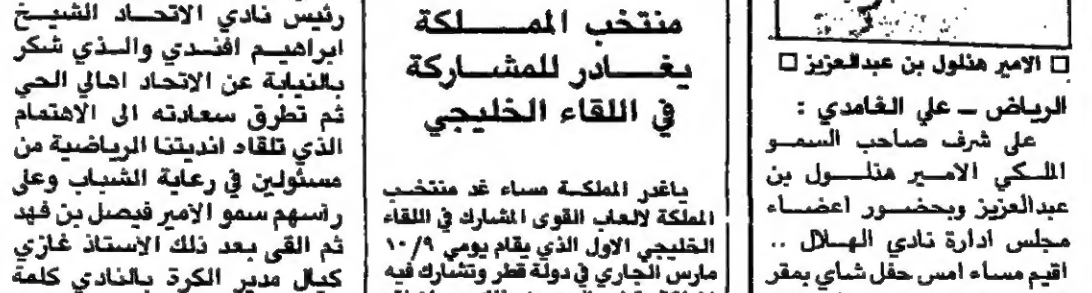 □ الامير هذلول بن عبدالعزيز □
الرياض ــ علي الغامدي :
على شرف صاحب السمو
الملكي الامير هذلول بن
عبدالعزيز وبحضور اعضاء
مجلس ادارة نادي الهلال ..
اقيم مساء امس حفل شاي بمقر
منتخب المملكة
يغادر للمشاركة
في اللقاء الخليجي
ياغدر المملكة مساء غد منتخب
المملكة لالعاب القوى المشارك في اللقاء
الخليجي الاول الذي يقام يومي ١٠/٩
مارس الجاري في دولة قطر وتشارك فيه
رئيس نادي الاتحاد الشيخ
ابراهيم افندي والذي شكر
بالنيابة عن الاتحاد اهالي الحي
ثم تطرق سعادته الى الاهتمام
الذي تلقاه انديتنا الرياضية من
مسئولين في رعاية الشباب وعلى
رأسهم سمو الأمير فيصل بن فهد
ثم القى بعد ذلك الاستاذ غازي
كيال مدير الكرة بالنادي كلمة